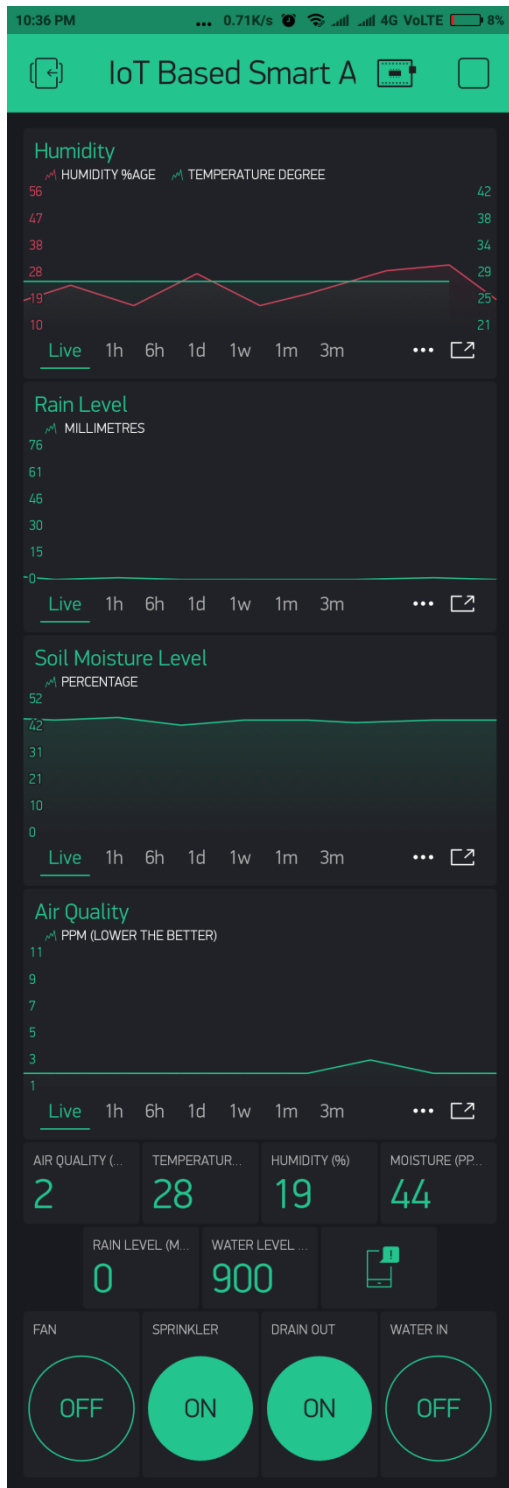 10:36 PM ... 0.71K/s 4G VoLTE 8%
IoT Based Smart A
Humidity
HUMIDITY %AGE TEMPERATURE DEGREE
56 42
47 38
38 34
28 29
19 25
10 21
Live 1h 6h 1d 1w 1m 3m ...
Rain Level
MILLIMETRES
76
61
46
30
15
0
Live 1h 6h 1d 1w 1m 3m ...
Soil Moisture Level
PERCENTAGE
52
42
31
21
10
0
Live 1h 6h 1d 1w 1m 3m ...
Air Quality
PPM (LOWER THE BETTER)
11
9
7
5
3
1
Live 1h 6h 1d 1w 1m 3m ...
AIR QUALITY (... TEMPERATUR... HUMIDITY (%) MOISTURE (PP...
2 28 19 44
RAIN LEVEL (M... WATER LEVEL ...
0 900 !
FAN SPRINKLER DRAIN OUT WATER IN
OFF ON ON OFF